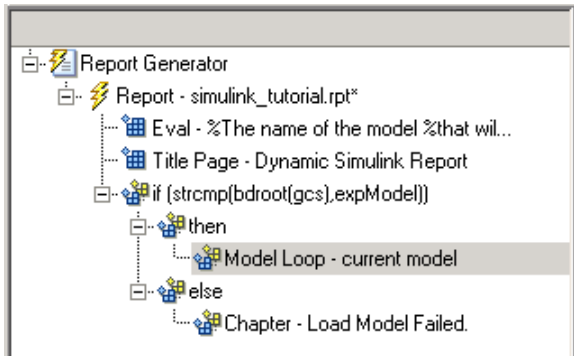 Report Generator
Report - simulink_tutorial.rpt*
Eval - %The name of the model %that wil...
Title Page - Dynamic Simulink Report
if (strcmp(bdroot(gcs),expModel))
then
Model Loop - current model
else
Chapter - Load Model Failed.